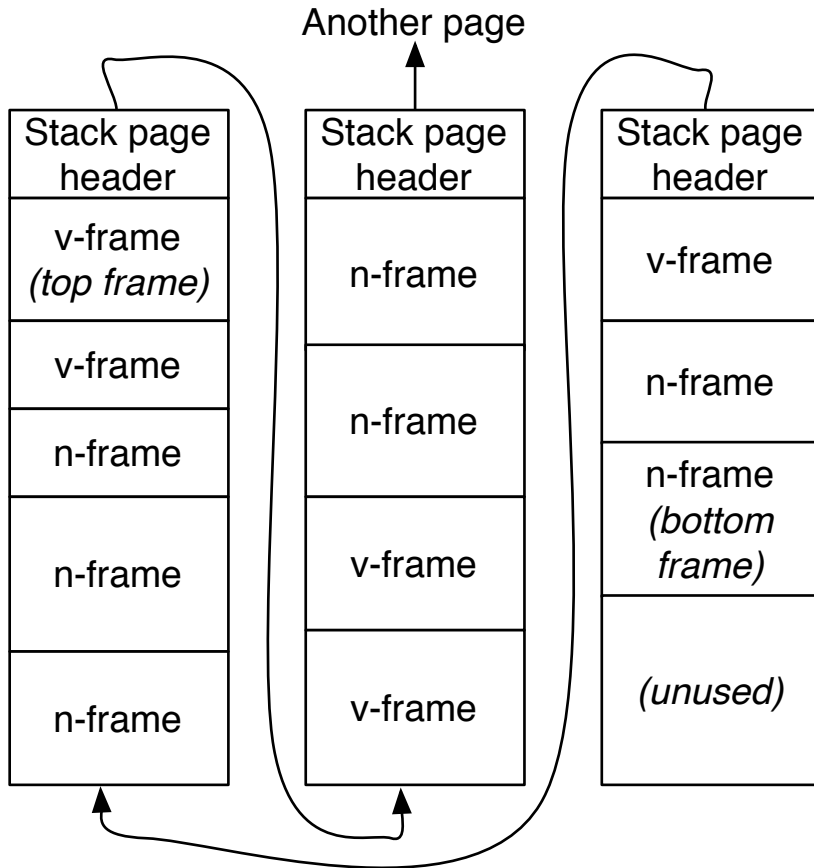 Another page
Stack page
header
v-frame
(top frame)
v-frame
n-frame
n-frame
n-frame
Stack page
header
n-frame
n-frame
v-frame
v-frame
Stack page
header
v-frame
n-frame
n-frame
(bottom
frame)
(unused)